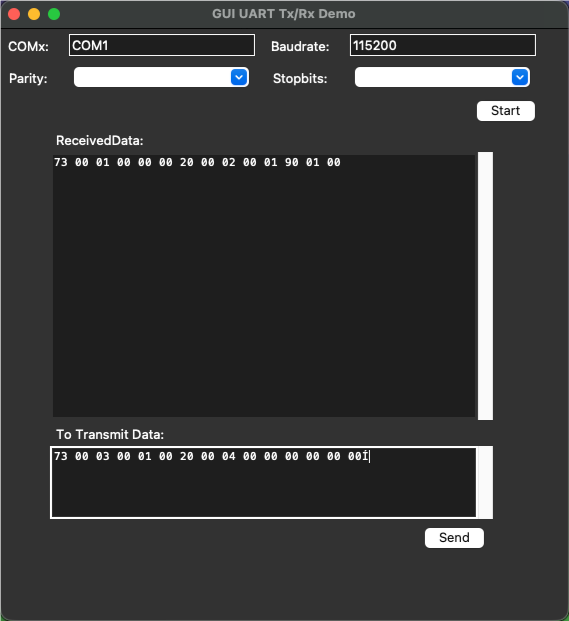 GUI UART Tx/Rx Demo
COMx: COM1 Baudrate: 115200
Parity: Stopbits:
Start
ReceivedData:
73 00 01 00 00 00 20 00 02 00 01 90 01 00
To Transmit Data:
73 00 03 00 01 00 20 00 04 00 00 00 00 00 00
Send